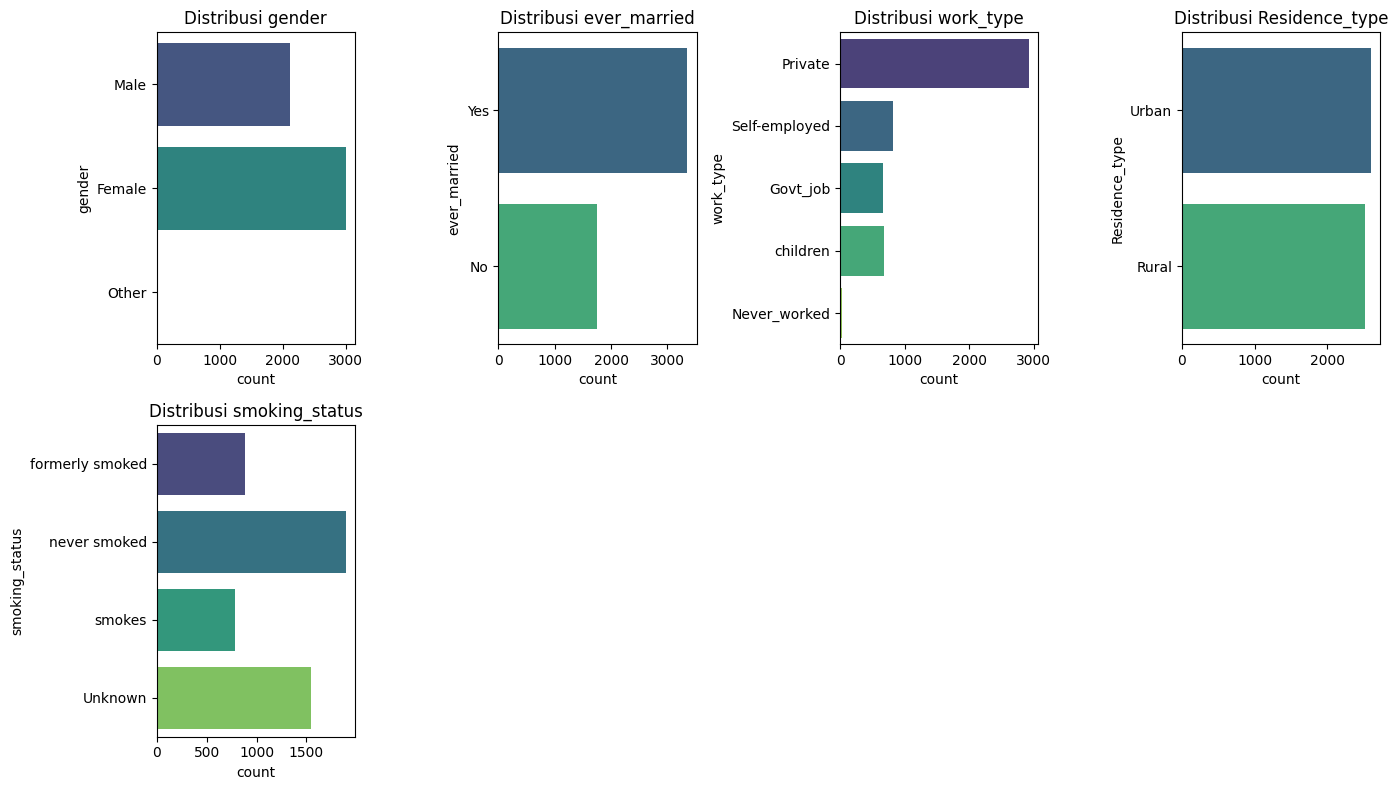 Distribusi gender
gender
Male
Female
Other
0 1000 2000 3000
count
Distribusi ever_married
ever_married
Yes
No
0 1000 2000 3000
count
Distribusi work_type
work_type
Private
Self-employed
Govt_job
children
Never_worked
0 1000 2000 3000
count
Distribusi Residence_type
Residence_type
Urban
Rural
0 1000 2000
count
Distribusi smoking_status
smoking_status
formerly smoked
never smoked
smokes
Unknown
0 500 1000 1500
count